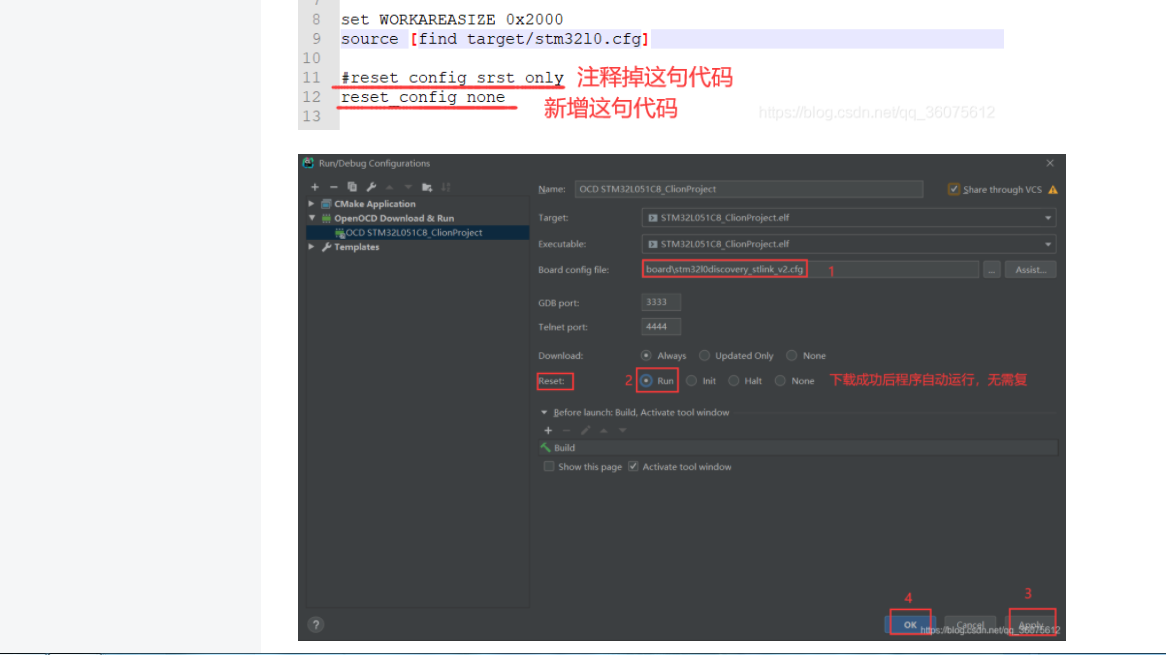 7
8 set WORKAREASIZE 0x2000
9 source [find target/stm32l0.cfg]
10
11 #reset_config srst_only 注释掉这句代码
12 reset_config none 新增这句代码
13
https://blog.csdn.net/qq_36075612
Run/Debug Configurations
Name: OCD STM32L051C8_ClionProject Share through VCS
CMake Application
OpenOCD Download & Run
OCD STM32L051C8_ClionProject
Templates
Target: STM32L051C8_ClionProject.elf
Executable: STM32L051C8_ClionProject.elf
Board config file: board\stm32l0discovery_stlink_v2.cfg 1 ... Assist...
GDB port: 3333
Telnet port: 4444
Download: Always Updated Only None
Reset: 2 Run Init Halt None 下载成功后程序自动运行，无需复
Before launch: Build, Activate tool window
Build
Show this page Activate tool window
4 3
? OK Cancel Apply
https://blog.csdn.net/qq_36075612